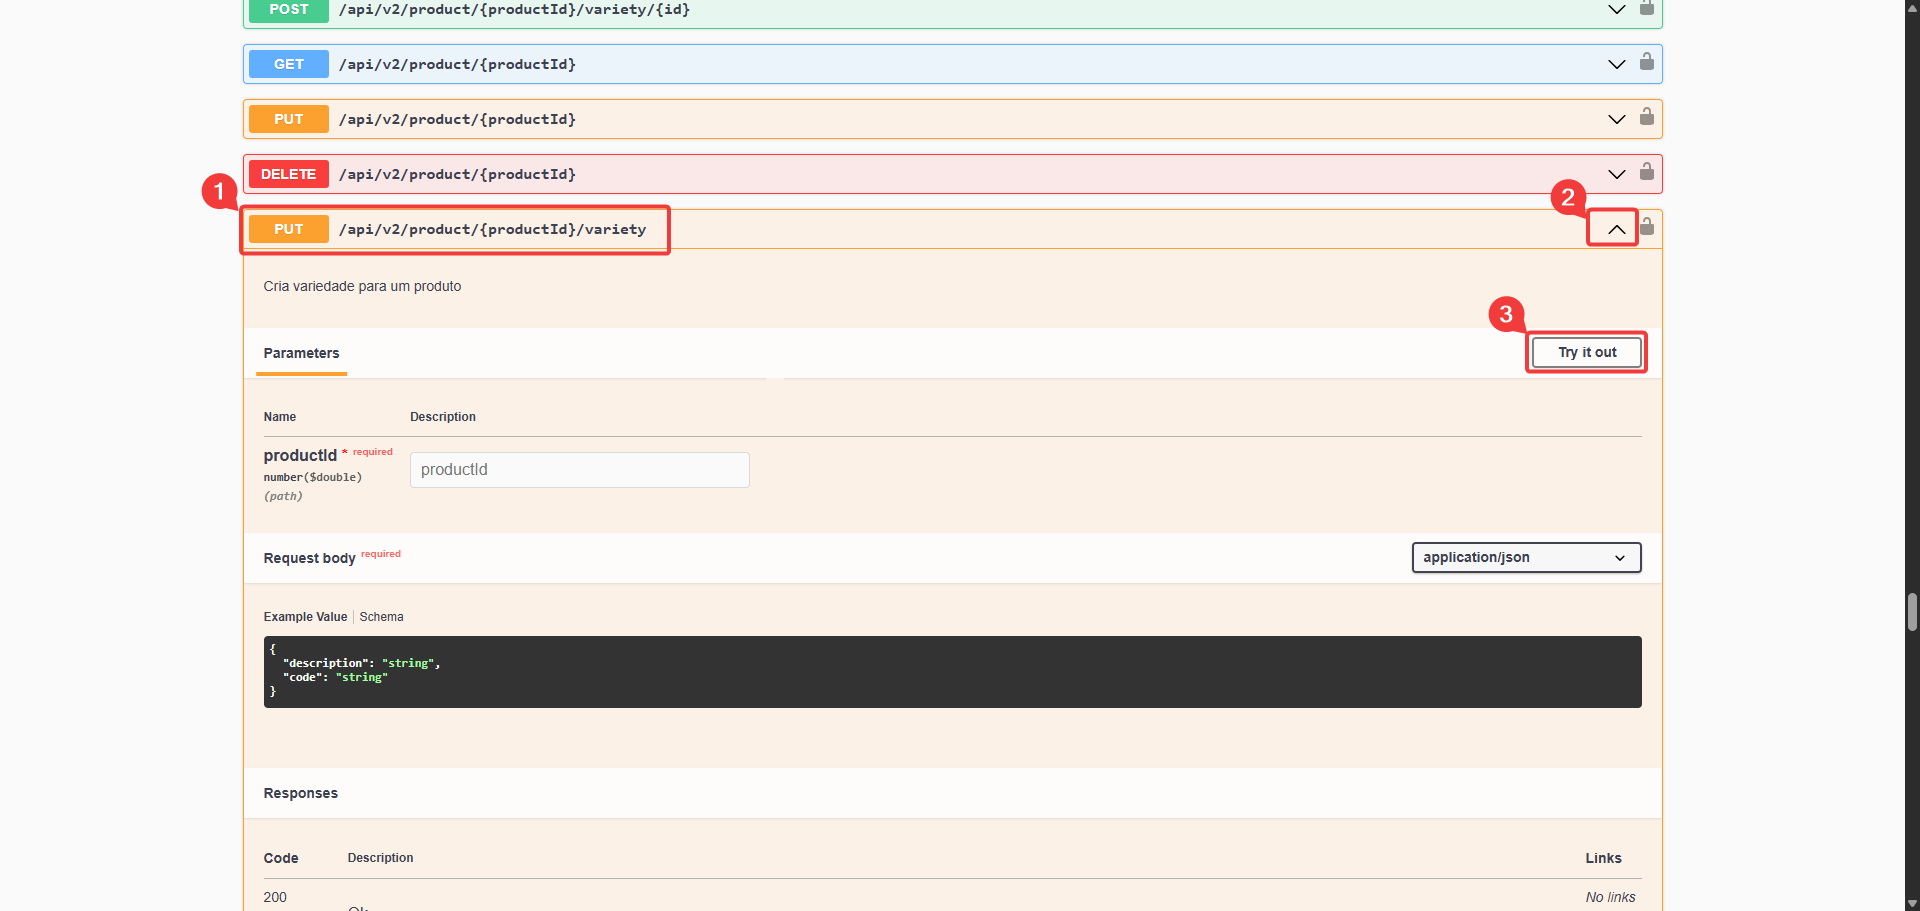 POST /api/v2/product/{productId}/variety/{id}
GET /api/v2/product/{productId}
PUT /api/v2/product/{productId}
DELETE /api/v2/product/{productId}
1
2
PUT /api/v2/product/{productId}/variety
Cria variedade para um produto
3
Parameters
Try it out
Name Description
productId * required
number($double)
(path)
productId
Request body required
application/json
Example Value Schema
{
"description": "string",
"code": "string"
}
Responses
Code Description Links
200 No links